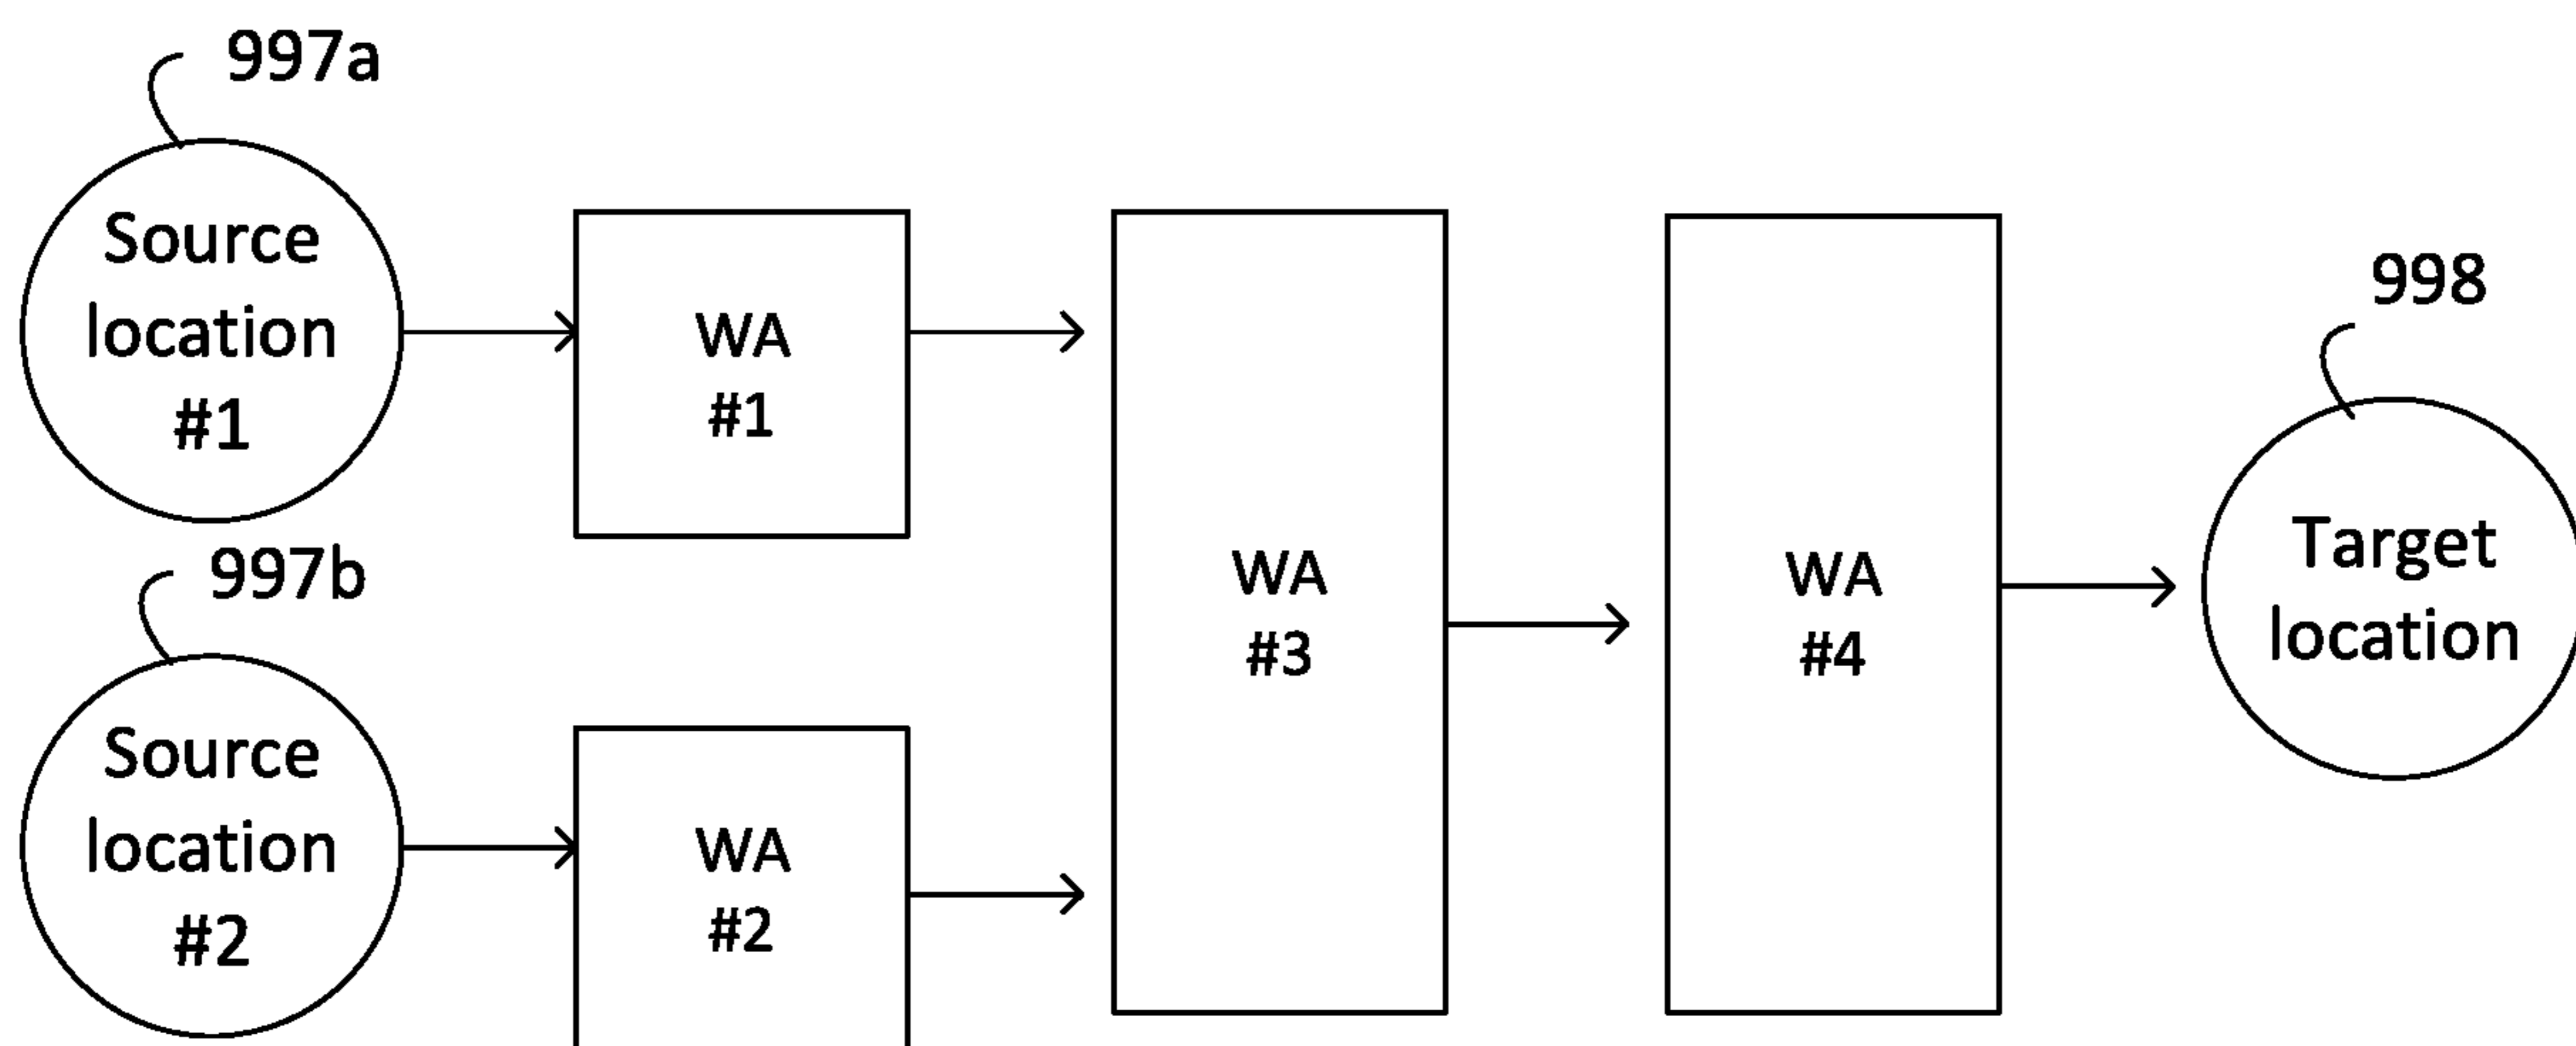 997a
Source
location
#1
WA
#1
997b
Source
location
#2
WA
#2
WA
#3
WA
#4
998
Target
location